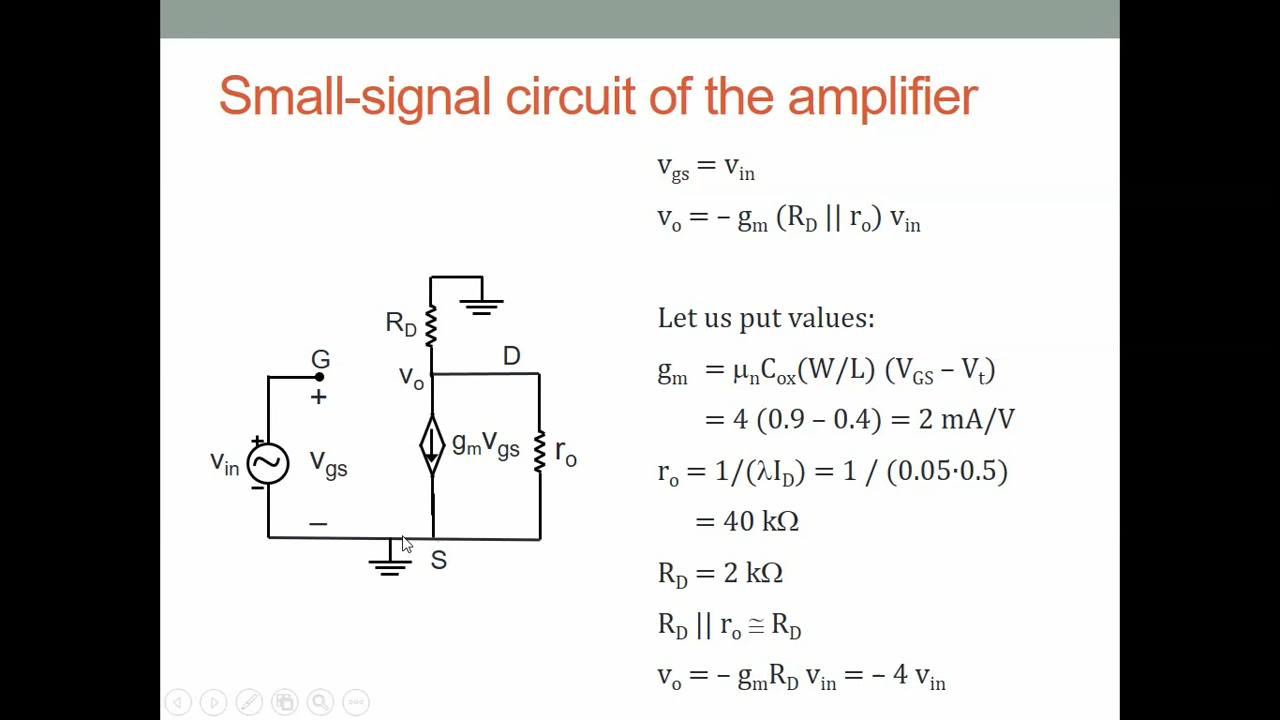 Small-signal circuit of the amplifier
v_gs = v_in
v_o = – g_m (R_D || r_o) v_in
Let us put values:
g_m = μ_nC_ox(W/L) (V_GS – V_t)
= 4 (0.9 – 0.4) = 2 mA/V
r_o = 1/(λI_D) = 1 / (0.05·0.5)
= 40 kΩ
R_D = 2 kΩ
R_D || r_o ≅ R_D
v_o = – g_mR_D v_in = – 4 v_in
R_D
G
D
v_o
+
+
v_in
v_gs
g_mv_gs
r_o
–
–
S